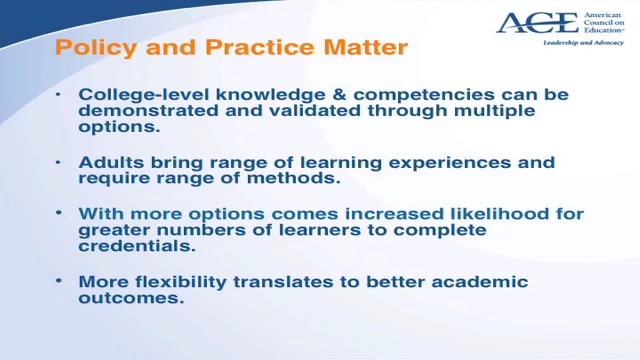 ACE
American
Council on
Education
Leadership and Advocacy
Policy and Practice Matter
• College-level knowledge & competencies can be
demonstrated and validated through multiple
options.
• Adults bring range of learning experiences and
require range of methods.
• With more options comes increased likelihood for
greater numbers of learners to complete
credentials.
• More flexibility translates to better academic
outcomes.